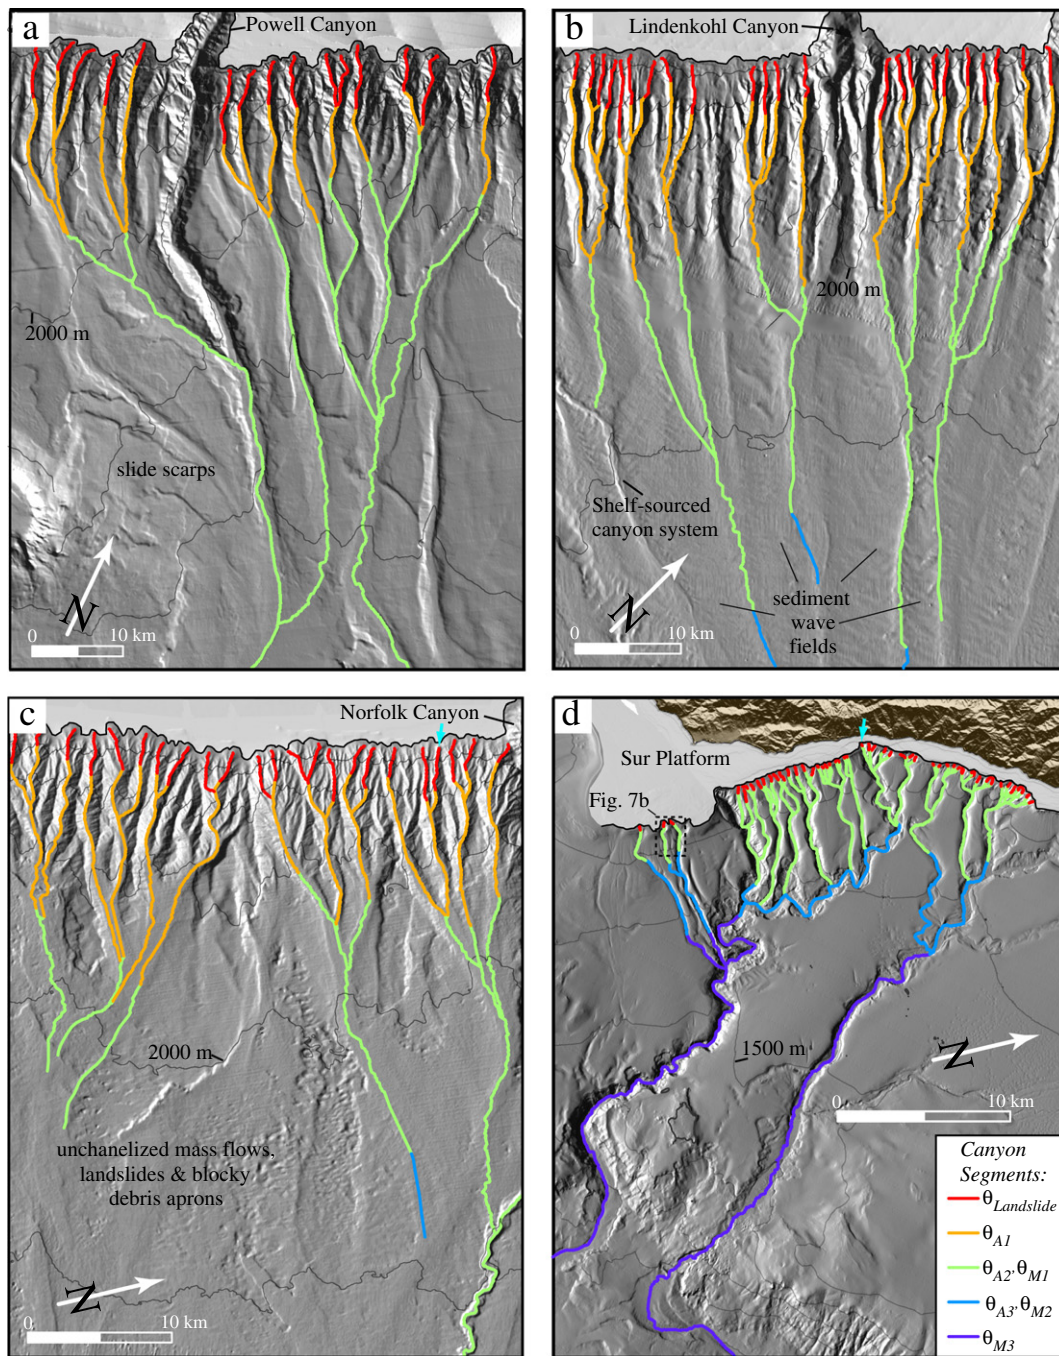 a
Powell Canyon
2000 m
slide scarps
N
0
10 km
b
Lindenkohl Canyon
2000 m
Shelf-sourced
canyon system
sediment
wave
fields
N
0
10 km
c
Norfolk Canyon
2000 m
unchanelized mass flows,
landslides & blocky
debris aprons
N
0
10 km
d
Sur Platform
Fig. 7b
1500 m
N
0
10 km
Canyon
Segments:
θLandslide
θA1
θA2, θM1
θA3, θM2
θM3